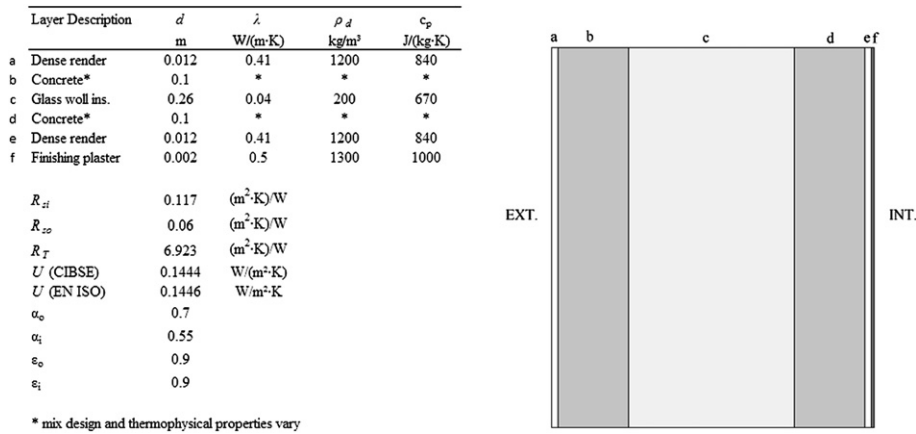 Layer Description d λ ρ d cp
m W/(m·K) kg/m³ J/(kg·K)
a Dense render 0.012 0.41 1200 840
b Concrete* 0.1 * * *
c Glass woll ins. 0.26 0.04 200 670
d Concrete* 0.1 * * *
e Dense render 0.012 0.41 1200 840
f Finishing plaster 0.002 0.5 1300 1000
Rsi 0.117 (m²·K)/W
Rso 0.06 (m²·K)/W
RT 6.923 (m²·K)/W
U (CIBSE) 0.1444 W/(m²·K)
U (EN ISO) 0.1446 W/m²·K
αo 0.7
αi 0.55
εo 0.9
εi 0.9
* mix design and thermophysical properties vary
a b c d e f
EXT. INT.